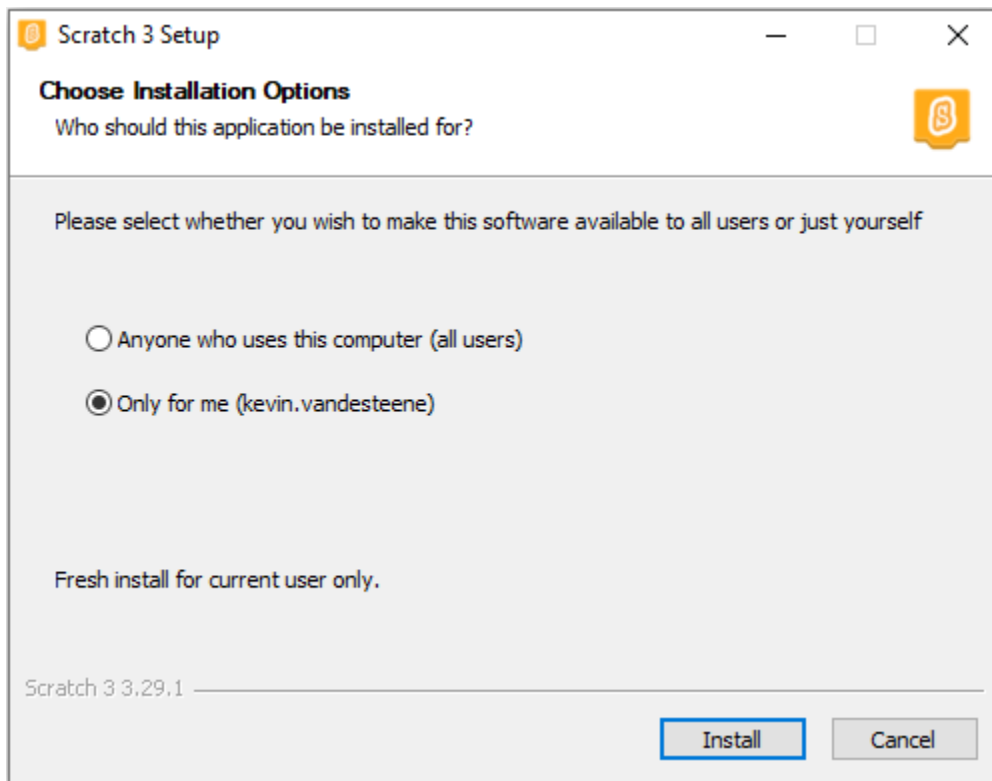 Scratch 3 Setup
Choose Installation Options
Who should this application be installed for?
Please select whether you wish to make this software available to all users or just yourself
Anyone who uses this computer (all users)
Only for me (kevin.vandesteene)
Fresh install for current user only.
Scratch 3 3.29.1
Install Cancel